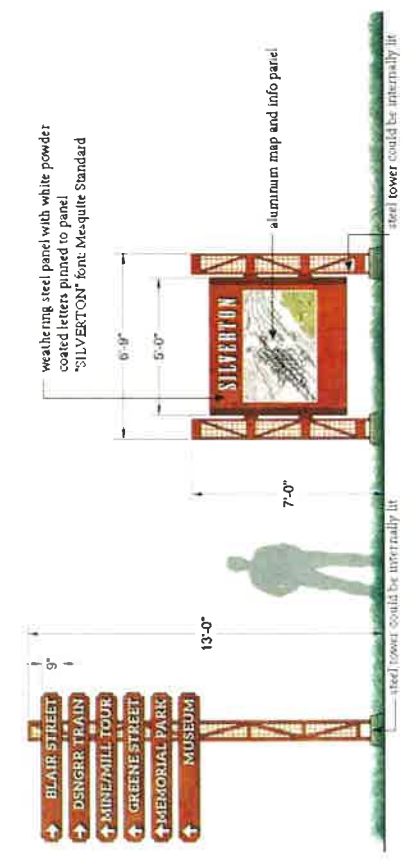 weathering steel panel with white powder
coated letters pinned to panel
"SILVERTON" font: Mesquite Standard
6'-9"
5'-0"
SILVERTON
aluminum map and info panel
7'-0"
steel tower could be internally lit
13'-0"
9"
BLAIR STREET
DSNGRR TRAIN
MINE/MILL TOUR
GREENE STREET
MEMORIAL PARK
MUSEUM
steel tower could be internally lit